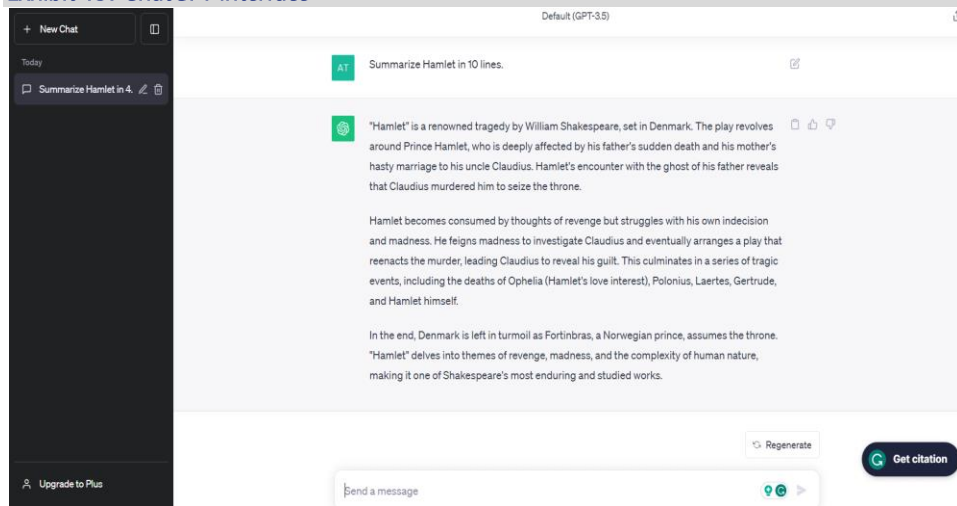 Default (GPT-3.5)
+ New Chat
Today
Summarize Hamlet in 4.
AT
Summarize Hamlet in 10 lines.
"Hamlet" is a renowned tragedy by William Shakespeare, set in Denmark. The play revolves
around Prince Hamlet, who is deeply affected by his father's sudden death and his mother's
hasty marriage to his uncle Claudius. Hamlet's encounter with the ghost of his father reveals
that Claudius murdered him to seize the throne.
Hamlet becomes consumed by thoughts of revenge but struggles with his own indecision
and madness. He feigns madness to investigate Claudius and eventually arranges a play that
reenacts the murder, leading Claudius to reveal his guilt. This culminates in a series of tragic
events, including the deaths of Ophelia (Hamlet's love interest), Polonius, Laertes, Gertrude,
and Hamlet himself.
In the end, Denmark is left in turmoil as Fortinbras, a Norwegian prince, assumes the throne.
"Hamlet" delves into themes of revenge, madness, and the complexity of human nature,
making it one of Shakespeare's most enduring and studied works.
Regenerate
Get citation
Upgrade to Plus
Send a message